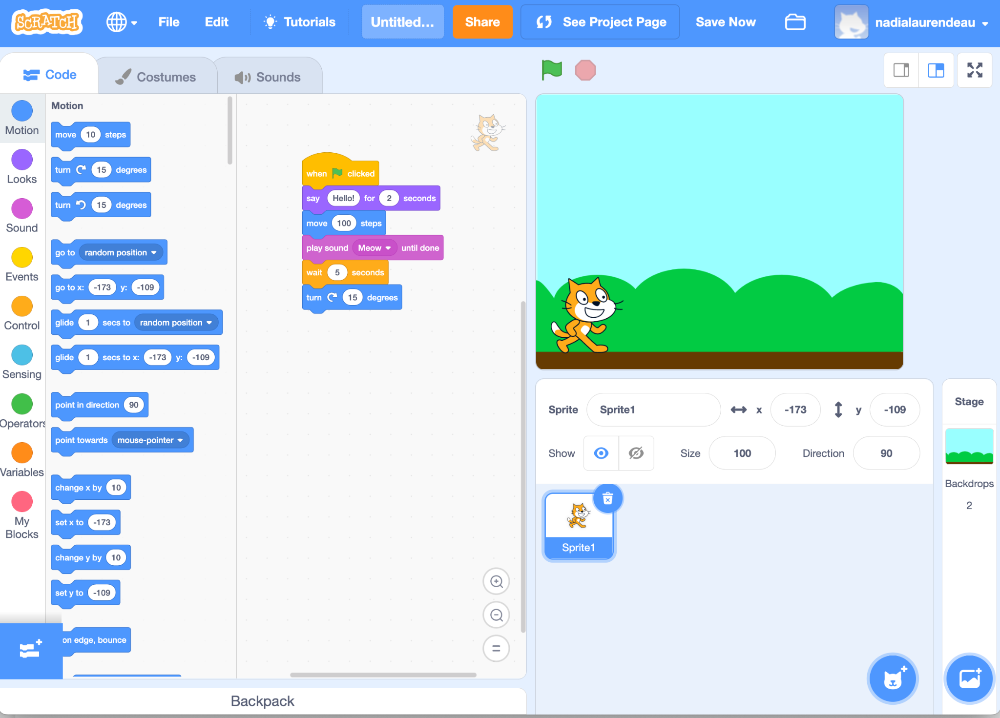 SCRATCH File Edit Tutorials Untitled... Share See Project Page Save Now nadialaurendeau
Code Costumes Sounds
Motion
Looks
Sound
Events
Control
Sensing
Operators
Variables
My
Blocks
Motion
move 10 steps
turn 15 degrees
turn 15 degrees
go to random position
go to x: -173 y: -109
glide 1 secs to random position
glide 1 secs to x: -173 y: -109
point in direction 90
point towards mouse-pointer
change x by 10
set x to -173
change y by 10
set y to -109
on edge, bounce
when clicked
say Hello! for 2 seconds
move 100 steps
play sound Meow until done
wait 5 seconds
turn 15 degrees
Backpack
Sprite Sprite1 x -173 y -109
Show Size 100 Direction 90
Sprite1
Stage
Backdrops
2